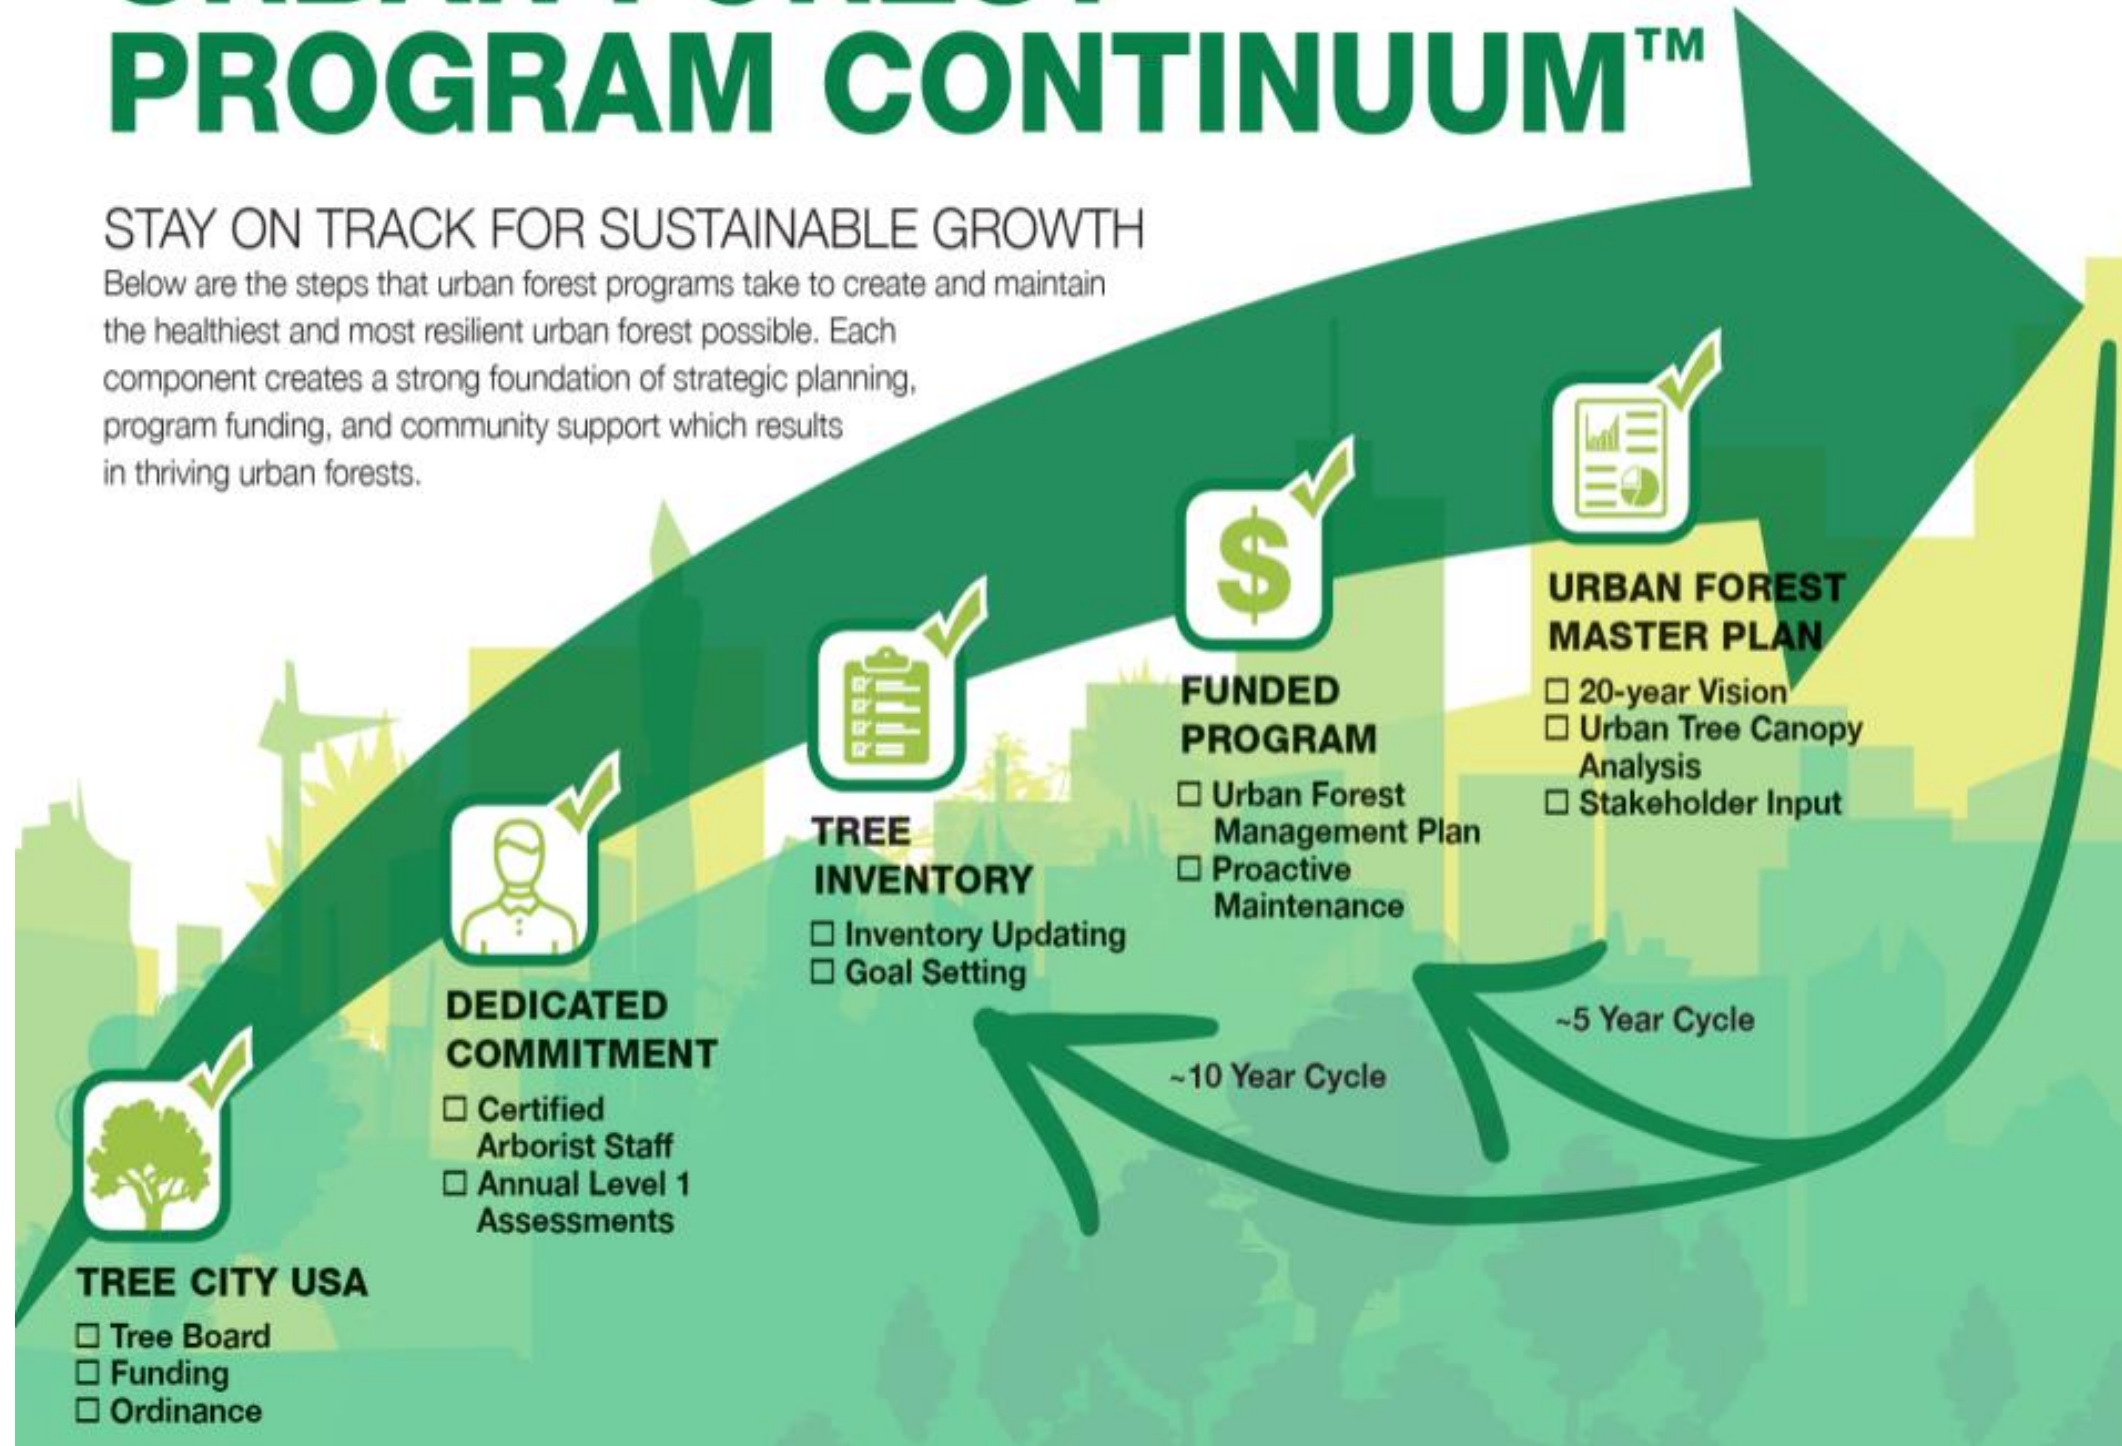 URBAN FOREST
PROGRAM CONTINUUM™
STAY ON TRACK FOR SUSTAINABLE GROWTH
Below are the steps that urban forest programs take to create and maintain
the healthiest and most resilient urban forest possible. Each
component creates a strong foundation of strategic planning,
program funding, and community support which results
in thriving urban forests.
TREE CITY USA
☐ Tree Board
☐ Funding
☐ Ordinance
DEDICATED
COMMITMENT
☐ Certified
Arborist Staff
☐ Annual Level 1
Assessments
TREE
INVENTORY
☐ Inventory Updating
☐ Goal Setting
$
FUNDED
PROGRAM
☐ Urban Forest
Management Plan
☐ Proactive
Maintenance
URBAN FOREST
MASTER PLAN
☐ 20-year Vision
☐ Urban Tree Canopy
Analysis
☐ Stakeholder Input
~10 Year Cycle
~5 Year Cycle